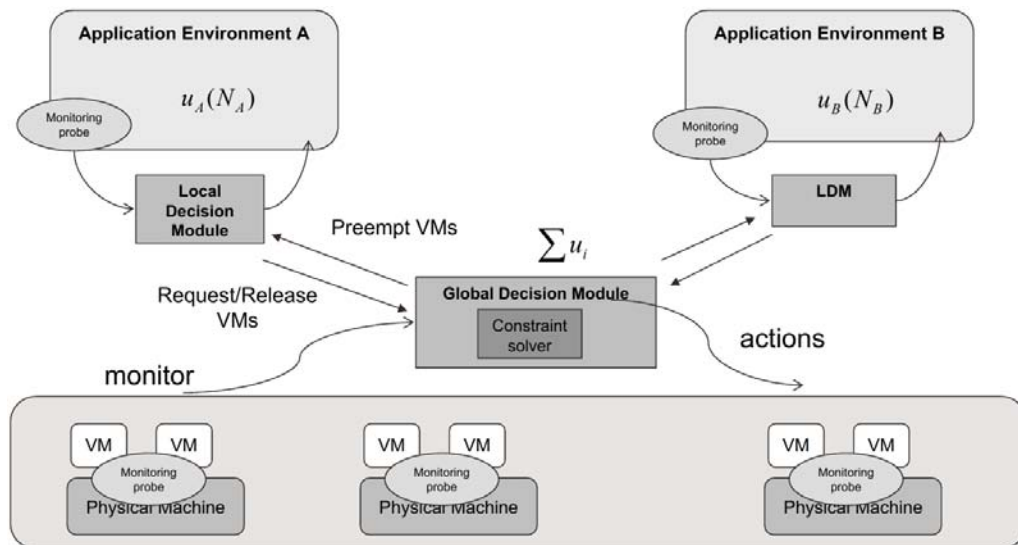 Application Environment A
u_A(N_A)
Monitoring
probe
Local
Decision
Module
Application Environment B
u_B(N_B)
Monitoring
probe
LDM
Preempt VMs
Request/Release
VMs
∑ u_i
Global Decision Module
Constraint
solver
monitor
actions
VM
VM
Monitoring
probe
Physical Machine
VM
VM
Monitoring
probe
Physical Machine
VM
VM
Monitoring
probe
Physical Machine